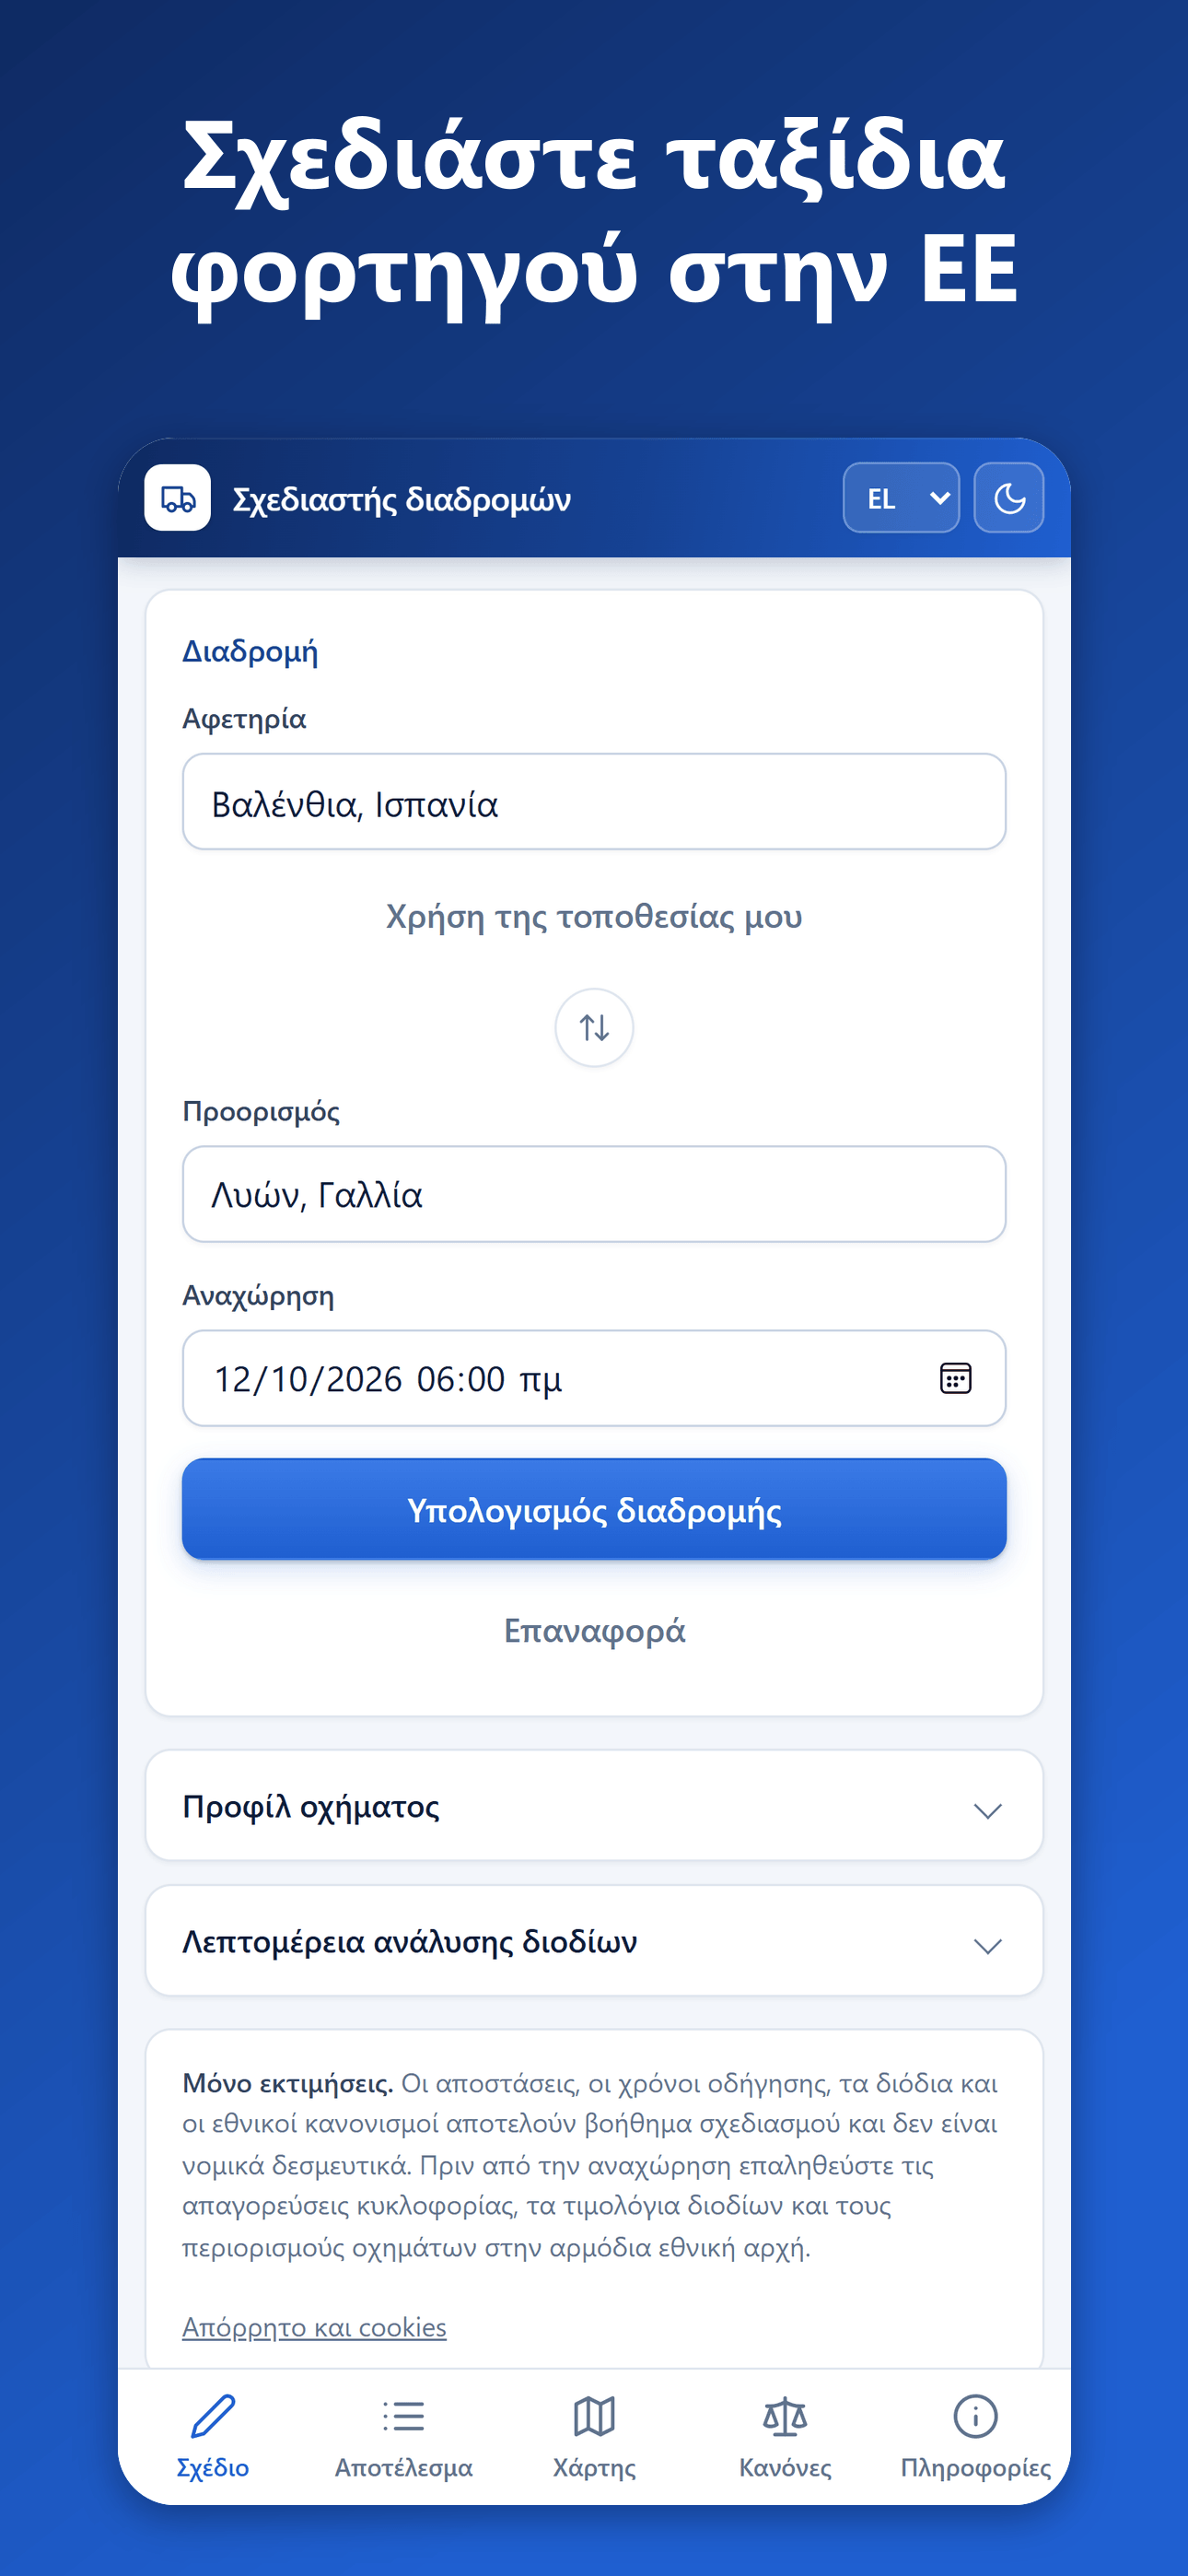 Σχεδιάστε ταξίδια
φορτηγού στην ΕΕ
Σχεδιαστής διαδρομών
EL
Διαδρομή
Αφετηρία
Βαλένθια, Ισπανία
Χρήση της τοποθεσίας μου
Προορισμός
Λυών, Γαλλία
Αναχώρηση
12/10/2026 06:00 πμ
Υπολογισμός διαδρομής
Επαναφορά
Προφίλ οχήματος
Λεπτομέρεια ανάλυσης διοδίων
Μόνο εκτιμήσεις. Οι αποστάσεις, οι χρόνοι οδήγησης, τα διόδια και
οι εθνικοί κανονισμοί αποτελούν βοήθημα σχεδιασμού και δεν είναι
νομικά δεσμευτικά. Πριν από την αναχώρηση επαληθεύστε τις
απαγορεύσεις κυκλοφορίας, τα τιμολόγια διοδίων και τους
περιορισμούς οχημάτων στην αρμόδια εθνική αρχή.
Απόρρητο και cookies
Σχέδιο
Αποτέλεσμα
Χάρτης
Κανόνες
Πληροφορίες